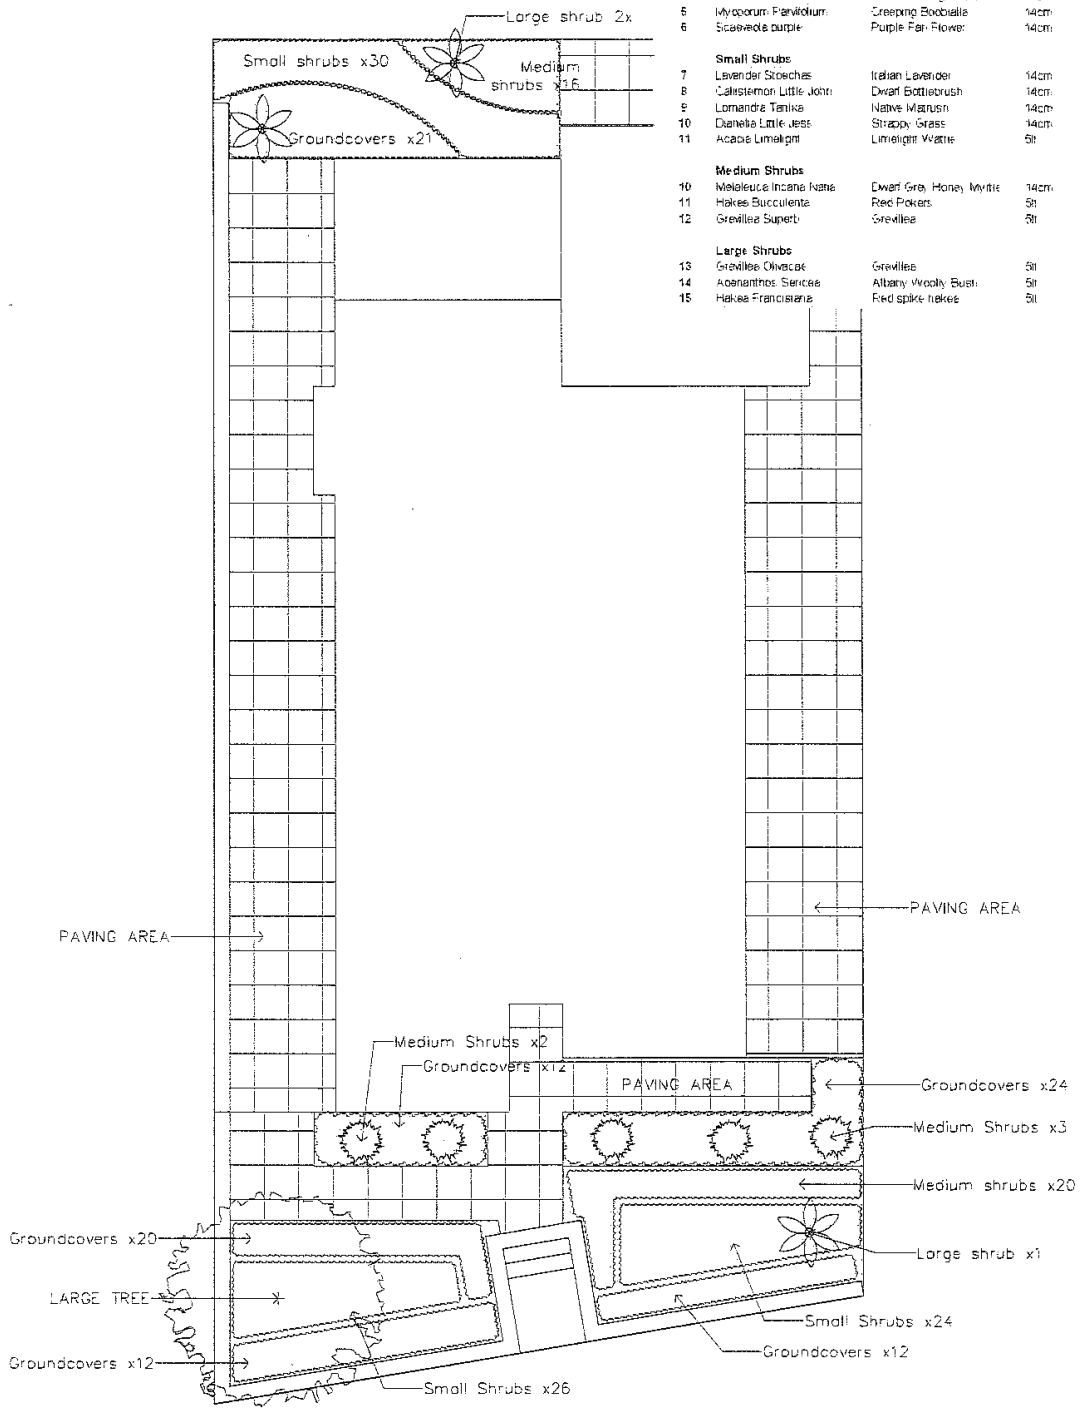 5 Myoporum Parvifolium Creeping Boobialla 14cm
6 Scaevola purple Purple Fan Flower 14cm
Small Shrubs
7 Lavender Stoechas Italian Lavender 14cm
8 Callistemon Little John Dwarf Bottlebrush 14cm
9 Lomandra Tanika Native Matrush 14cm
10 Dianella Little Jess Strappy Grass 14cm
11 Acacia Limelight Limelight Wattle 5lt
Medium Shrubs
10 Melaleuca Incana Nana Dwarf Grey Honey Myrtle 14cm
11 Hakea Bucculenta Red Pokers 5lt
12 Grevillea Superb Grevillea 5lt
Large Shrubs
13 Grevillea Olivacae Grevillea 5lt
14 Adenanthos Sericea Albany Woolly Bush 5lt
15 Hakea Francisiana Red spike hakea 5lt
Large shrub 2x
Small shrubs x30
Medium
shrubs x16
Groundcovers x21
PAVING AREA
PAVING AREA
Medium Shrubs x2
Groundcovers x12
PAVING AREA
Groundcovers x24
Medium Shrubs x3
Medium shrubs x20
Groundcovers x20
Large shrub x1
LARGE TREE
Small Shrubs x24
Groundcovers x12
Groundcovers x12
Small Shrubs x26